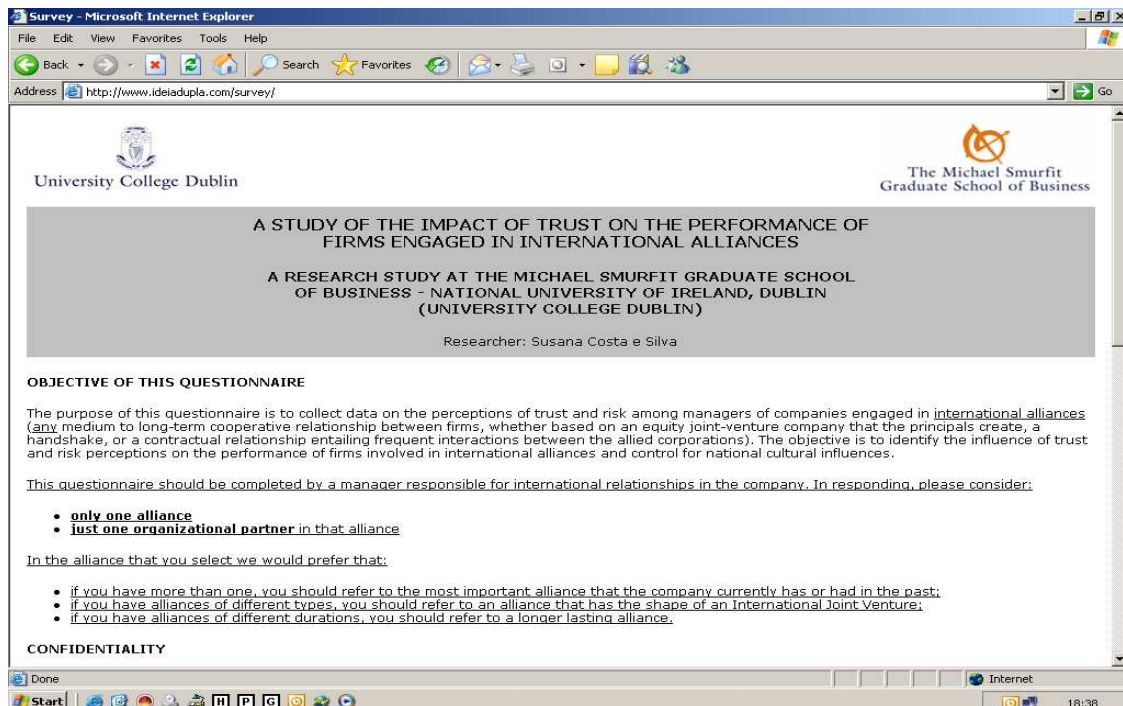 Survey - Microsoft Internet Explorer
File Edit View Favorites Tools Help
Back Search Favorites
Address http://www.ideiadupla.com/survey/ Go
University College Dublin
The Michael Smurfit
Graduate School of Business
A STUDY OF THE IMPACT OF TRUST ON THE PERFORMANCE OF
FIRMS ENGAGED IN INTERNATIONAL ALLIANCES
A RESEARCH STUDY AT THE MICHAEL SMURFIT GRADUATE SCHOOL
OF BUSINESS - NATIONAL UNIVERSITY OF IRELAND, DUBLIN
(UNIVERSITY COLLEGE DUBLIN)
Researcher: Susana Costa e Silva
OBJECTIVE OF THIS QUESTIONNAIRE
The purpose of this questionnaire is to collect data on the perceptions of trust and risk among managers of companies engaged in international alliances
(any medium to long-term cooperative relationship between firms, whether based on an equity joint-venture company that the principals create, a
handshake, or a contractual relationship entailing frequent interactions between the allied corporations). The objective is to identify the influence of trust
and risk perceptions on the performance of firms involved in international alliances and control for national cultural influences.
This questionnaire should be completed by a manager responsible for international relationships in the company. In responding, please consider:
• only one alliance
• just one organizational partner in that alliance
In the alliance that you select we would prefer that:
• if you have more than one, you should refer to the most important alliance that the company currently has or had in the past;
• if you have alliances of different types, you should refer to an alliance that has the shape of an International Joint Venture;
• if you have alliances of different durations, you should refer to a longer lasting alliance.
CONFIDENTIALITY
Done Internet
Start H P G 18:38